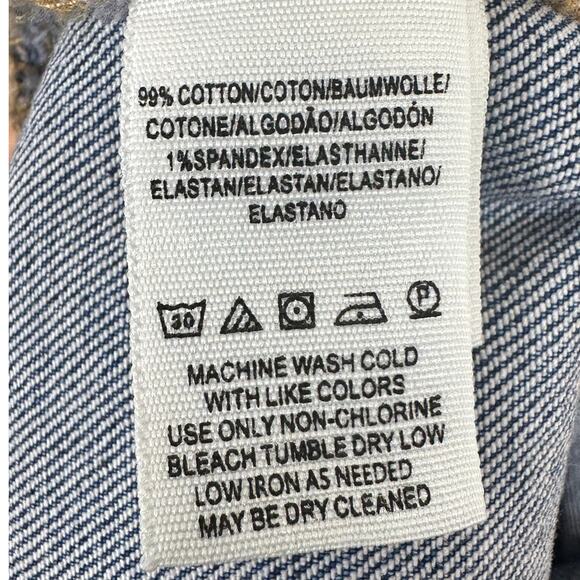 99% COTTON/COTON/BAUMWOLLE/
COTONE/ALGODÃO/ALGODÓN
1%SPANDEX/ELASTHANNE/
ELASTAN/ELASTAN/ELASTANO/
ELASTANO
30 P
MACHINE WASH COLD
WITH LIKE COLORS
USE ONLY NON-CHLORINE
BLEACH TUMBLE DRY LOW
LOW IRON AS NEEDED
MAY BE DRY CLEANED